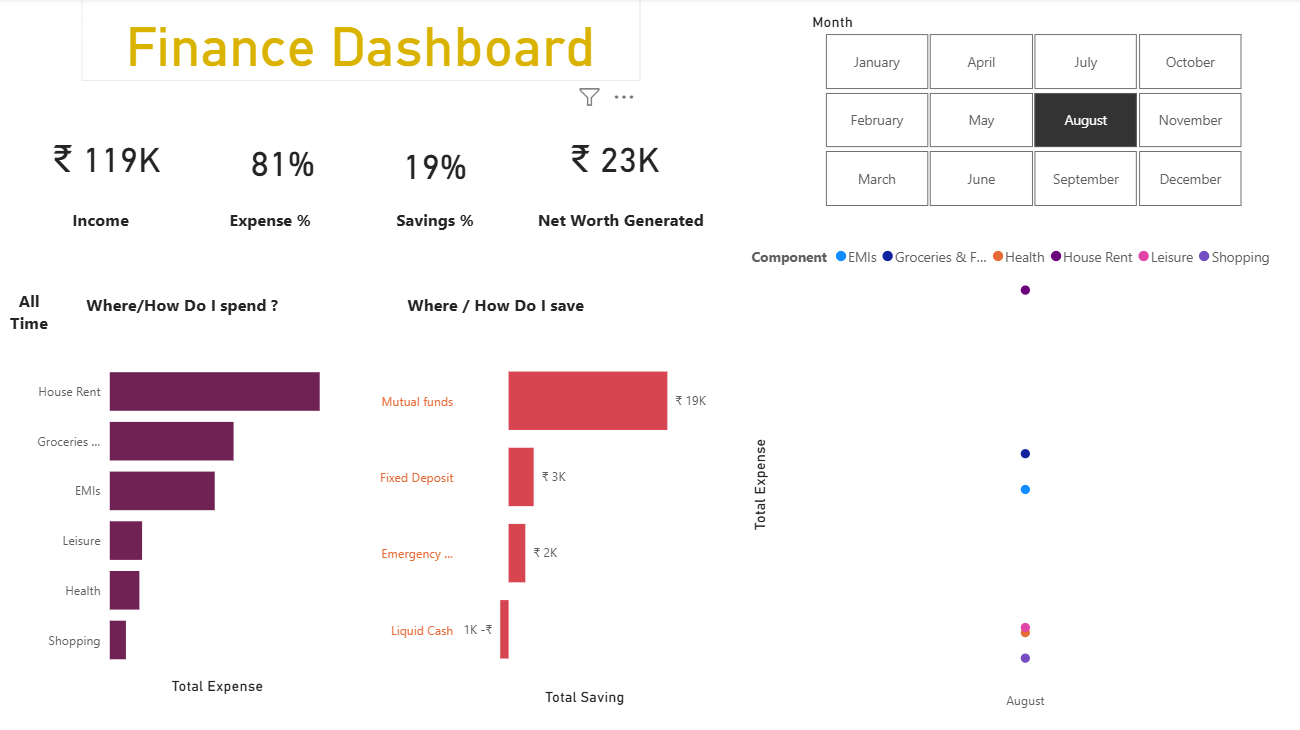 Finance Dashboard
₹ 119K
Income
81%
Expense %
19%
Savings %
₹ 23K
Net Worth Generated
Month
January
April
July
October
February
May
August
November
March
June
September
December
Component
EMIs
Groceries & F...
Health
House Rent
Leisure
Shopping
All
Time
Where/How Do I spend ?
House Rent
Groceries ...
EMIs
Leisure
Health
Shopping
Total Expense
Where / How Do I save
Mutual funds
₹ 19K
Fixed Deposit
₹ 3K
Emergency ...
₹ 2K
Liquid Cash
1K -₹
Total Saving
Total Expense
August